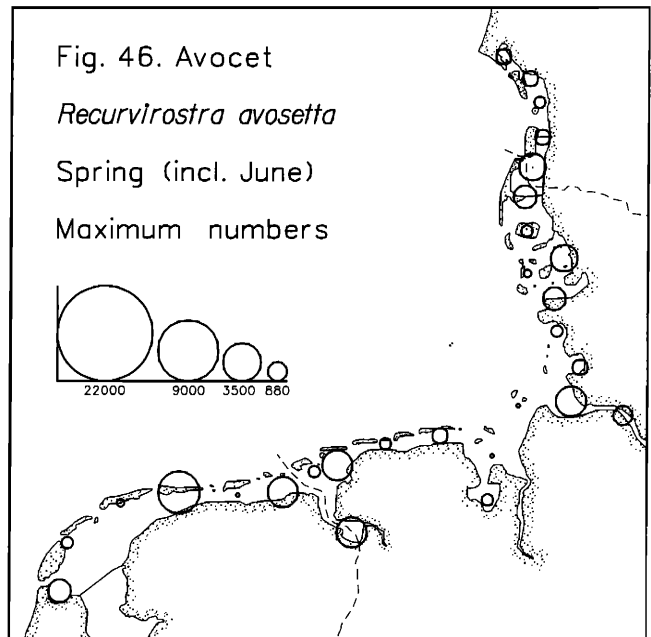 Fig. 46. Avocet
Recurvirostra avosetta
Spring (incl. June)
Maximum numbers
22000 9000 3500 880